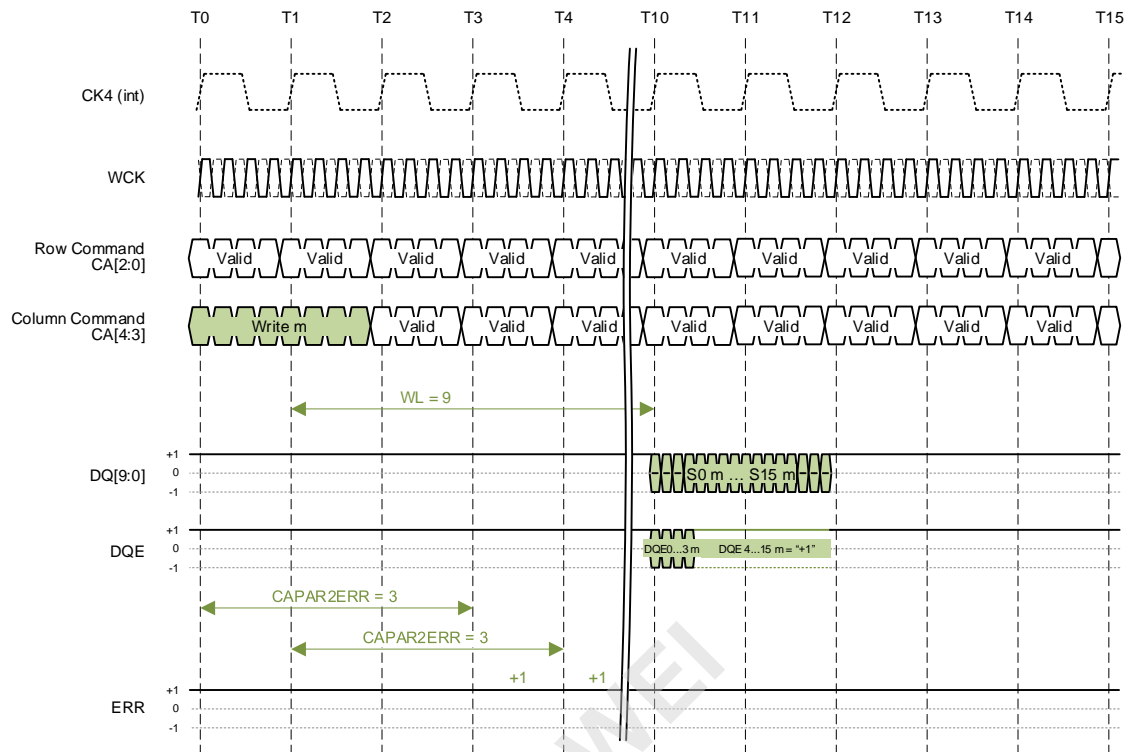 T0 T1 T2 T3 T4 T10 T11 T12 T13 T14 T15
CK4 (int)
WCK
Row Command
CA[2:0]
Valid Valid Valid Valid Valid Valid Valid Valid Valid Valid
Column Command
CA[4:3]
Write m Valid Valid Valid Valid Valid Valid Valid Valid
WL = 9
DQ[9:0]
+1
0
-1
S0 m ... S15 m
DQE
+1
0
-1
DQE0...3 m DQE 4...15 m = "+1"
CAPAR2ERR = 3
CAPAR2ERR = 3
+1 +1
ERR
+1
0
-1
WEI